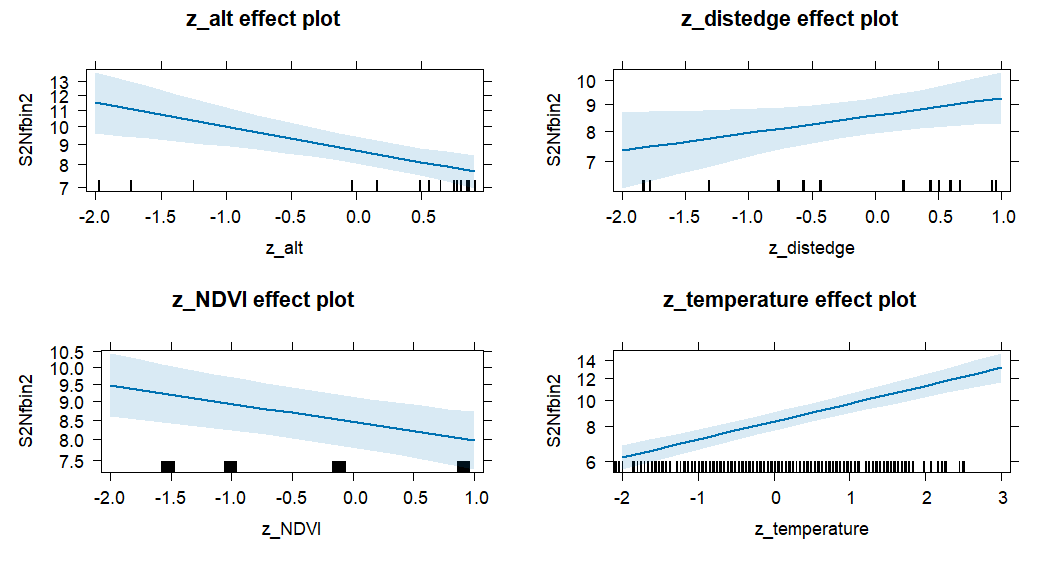 z_alt effect plot
S2Nfbin2
13
12
11
10
9
8
7
-2.0 -1.5 -1.0 -0.5 0.0 0.5
z_alt
z_distedge effect plot
S2Nfbin2
10
9
8
7
-2.0 -1.5 -1.0 -0.5 0.0 0.5 1.0
z_distedge
z_NDVI effect plot
S2Nfbin2
10.5
10.0
9.5
9.0
8.5
8.0
7.5
-2.0 -1.5 -1.0 -0.5 0.0 0.5 1.0
z_NDVI
z_temperature effect plot
S2Nfbin2
14
12
10
8
6
-2 -1 0 1 2 3
z_temperature